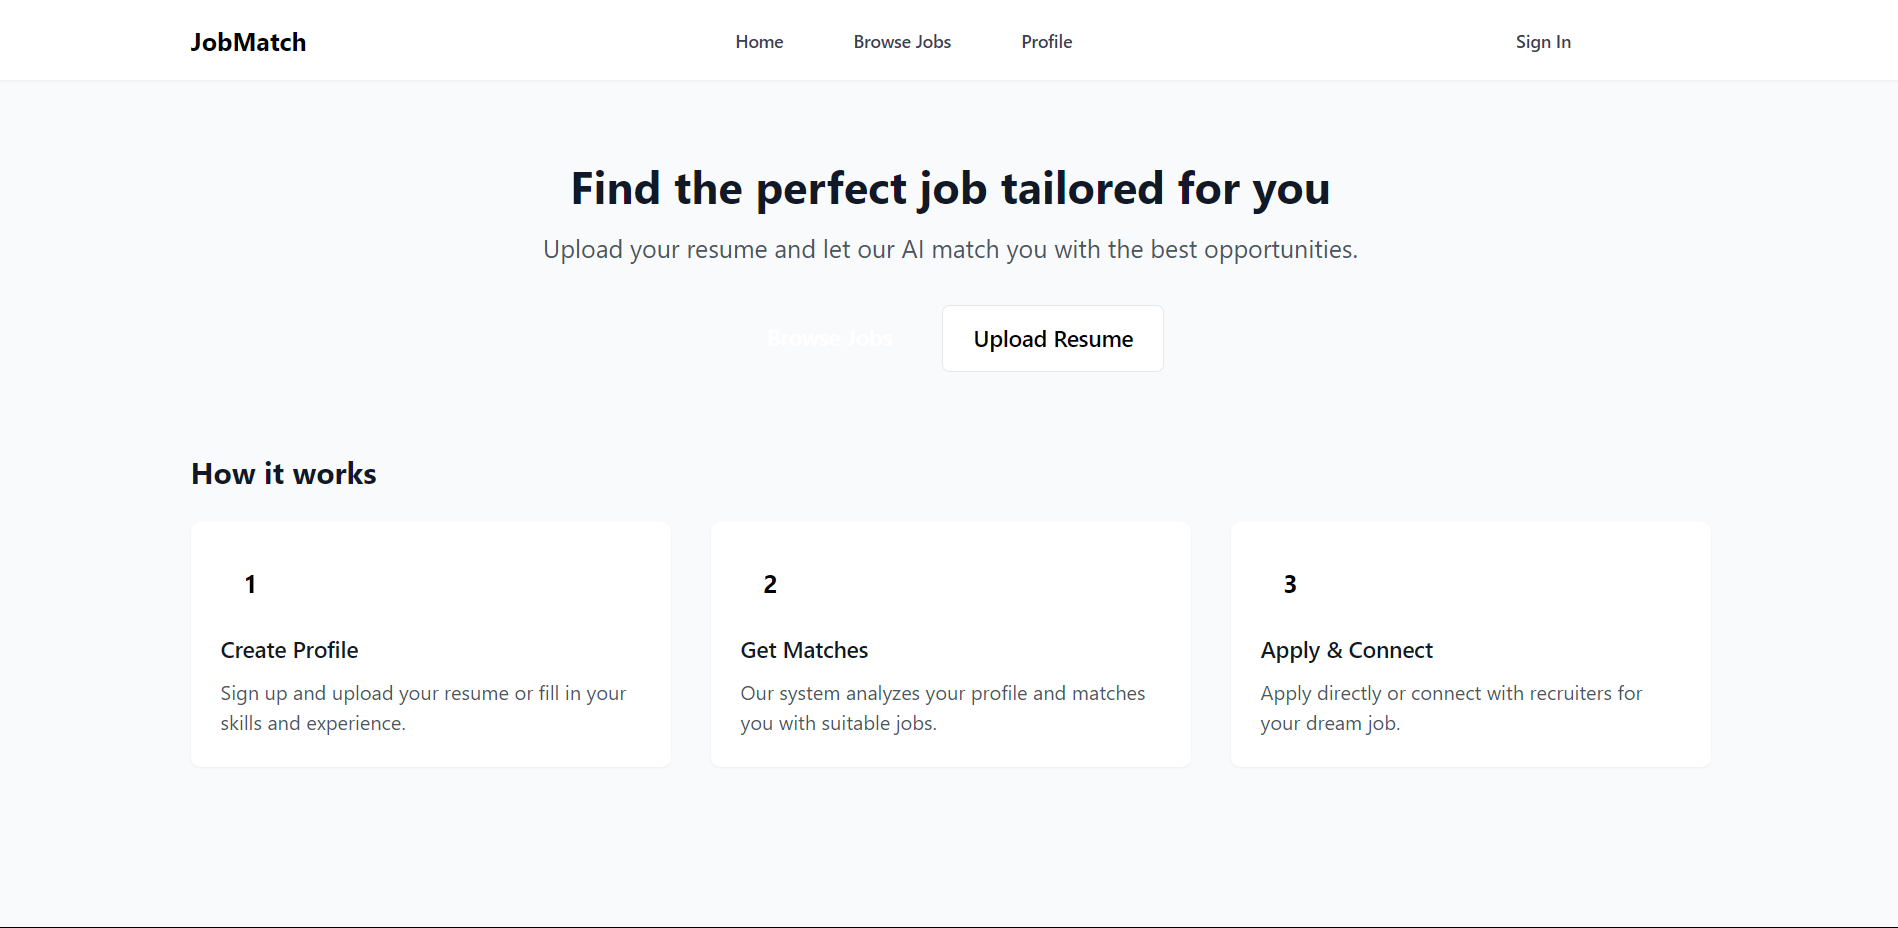 JobMatch
Home
Browse Jobs
Profile
Sign In
Find the perfect job tailored for you
Upload your resume and let our AI match you with the best opportunities.
Browse Jobs
Upload Resume
How it works
1
Create Profile
Sign up and upload your resume or fill in your
skills and experience.
2
Get Matches
Our system analyzes your profile and matches
you with suitable jobs.
3
Apply & Connect
Apply directly or connect with recruiters for
your dream job.